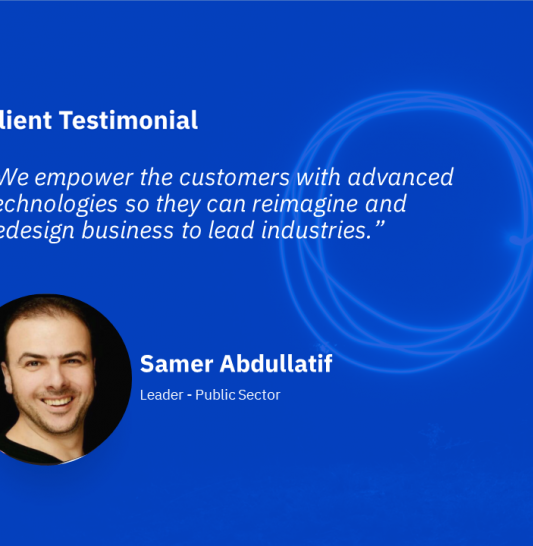 lient Testimonial
We empower the customers with advanced
echnologies so they can reimagine and
edesign business to lead industries.”
Samer Abdullatif
Leader - Public Sector